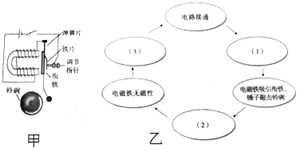 弹簧片
铁片
调节
指针
衔
铁
铃碗
甲
电路接通
(3)
(1)
电磁铁无磁性
电磁铁吸引衔铁,
锤子敲击铃碗
(2)
乙